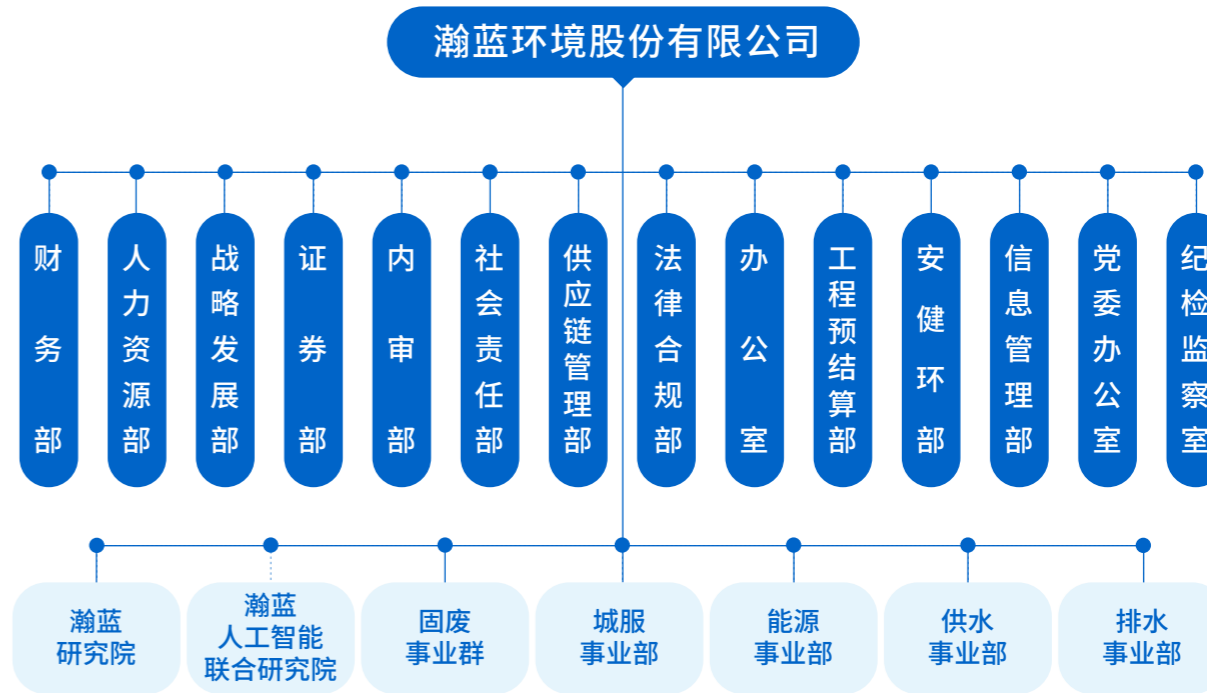 瀚蓝环境股份有限公司
财务部
人力资源部
战略发展部
证券部
内审部
社会责任部
供应链管理部
法律合规部
办公室
工程预结算部
安健环部
信息管理部
党委办公室
纪检监察室
瀚蓝
研究院
瀚蓝
人工智能
联合研究院
固废
事业群
城服
事业部
能源
事业部
供水
事业部
排水
事业部